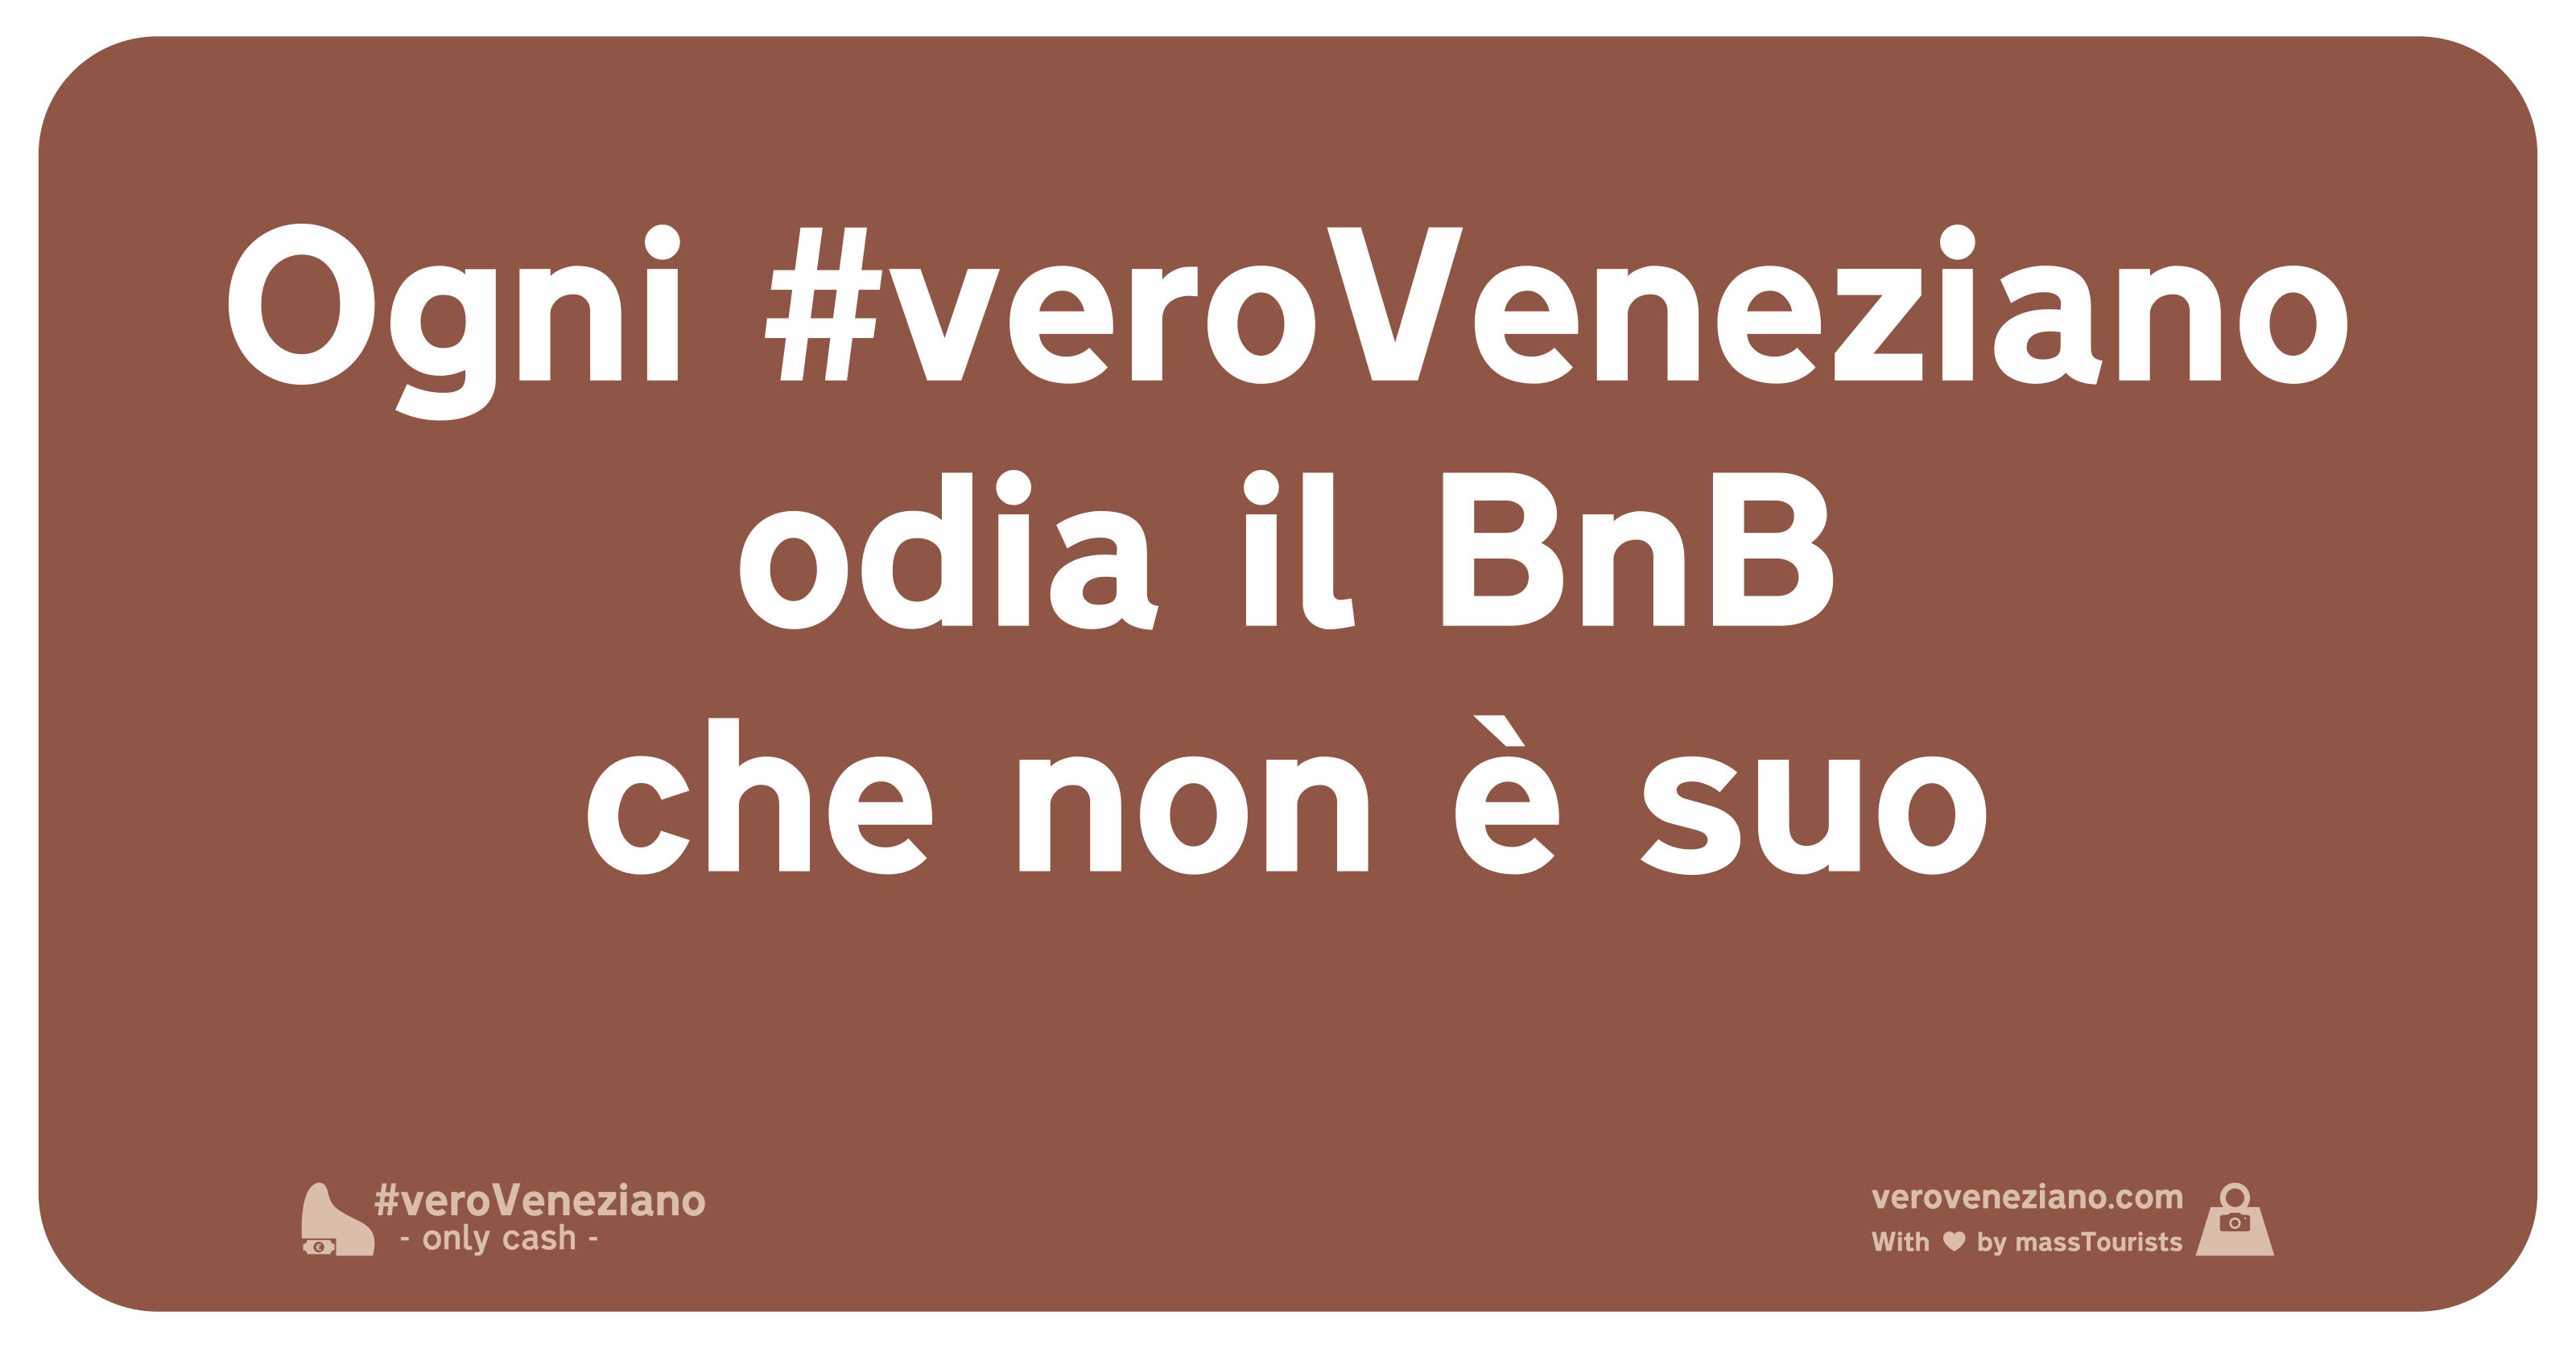 Ogni #veroVeneziano
odia il BnB
che non è suo
#veroVeneziano
- only cash -
veroveneziano.com
With ♥ by massTourists